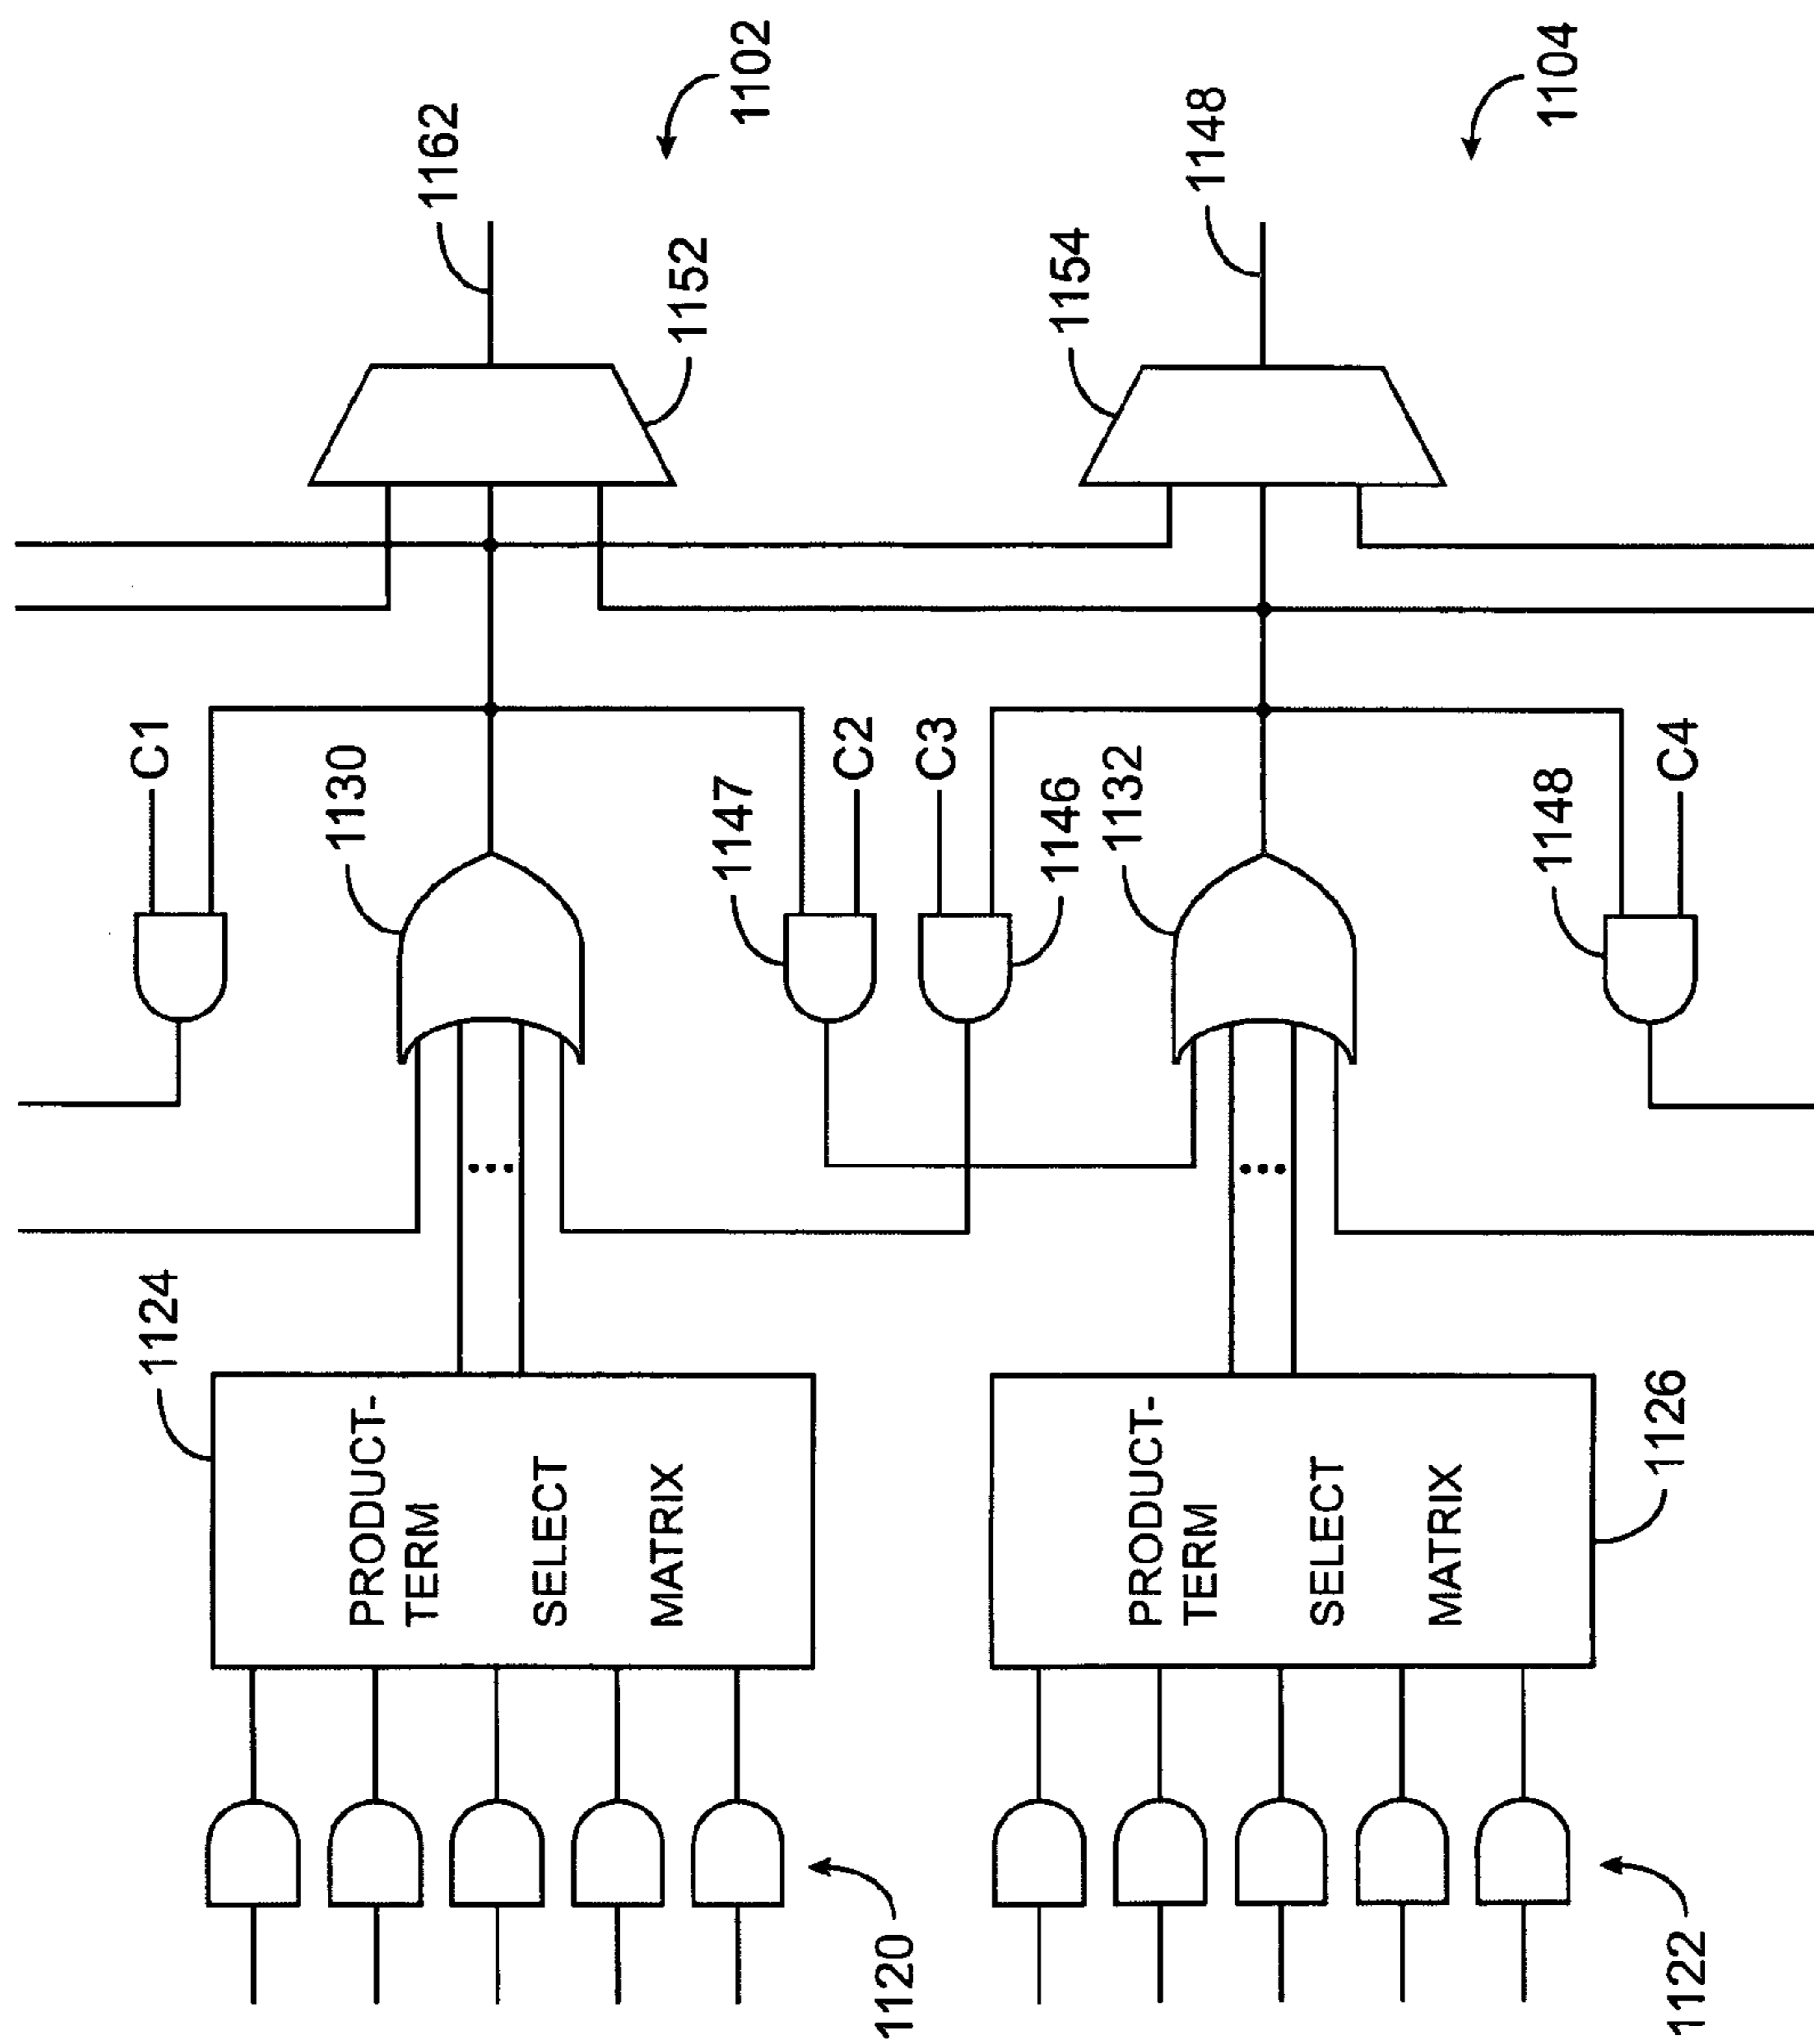 1102
1162
1152
1104
1148
1154
C1
1130
1147
C2
C3
1146
1132
1148
C4
1124
PRODUCT-
TERM
SELECT
MATRIX
PRODUCT-
TERM
SELECT
MATRIX
1126
1120
1122